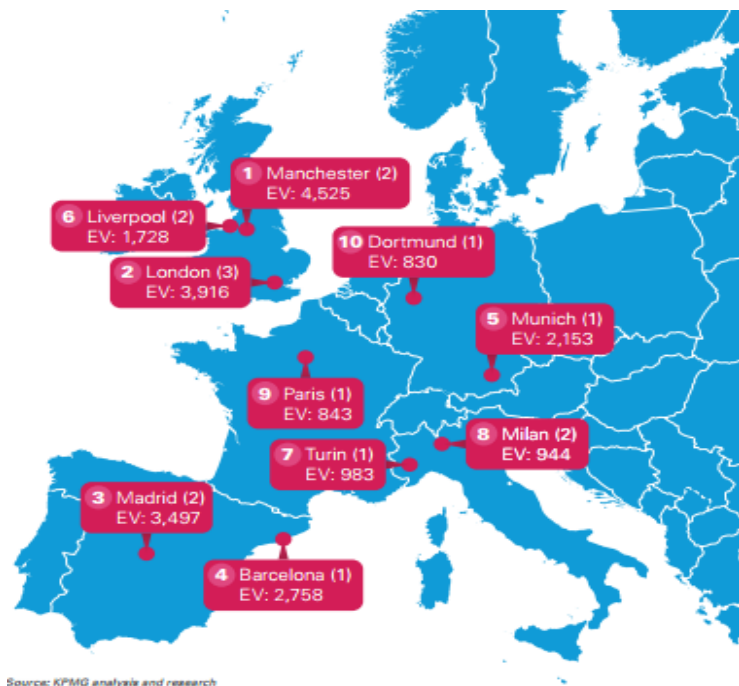 1 Manchester (2)
EV: 4,525
6 Liverpool (2)
EV: 1,728
10 Dortmund (1)
EV: 830
2 London (3)
EV: 3,916
5 Munich (1)
EV: 2,153
9 Paris (1)
EV: 843
8 Milan (2)
EV: 944
7 Turin (1)
EV: 983
3 Madrid (2)
EV: 3,497
4 Barcelona (1)
EV: 2,758
Source: KPMG analysis and research